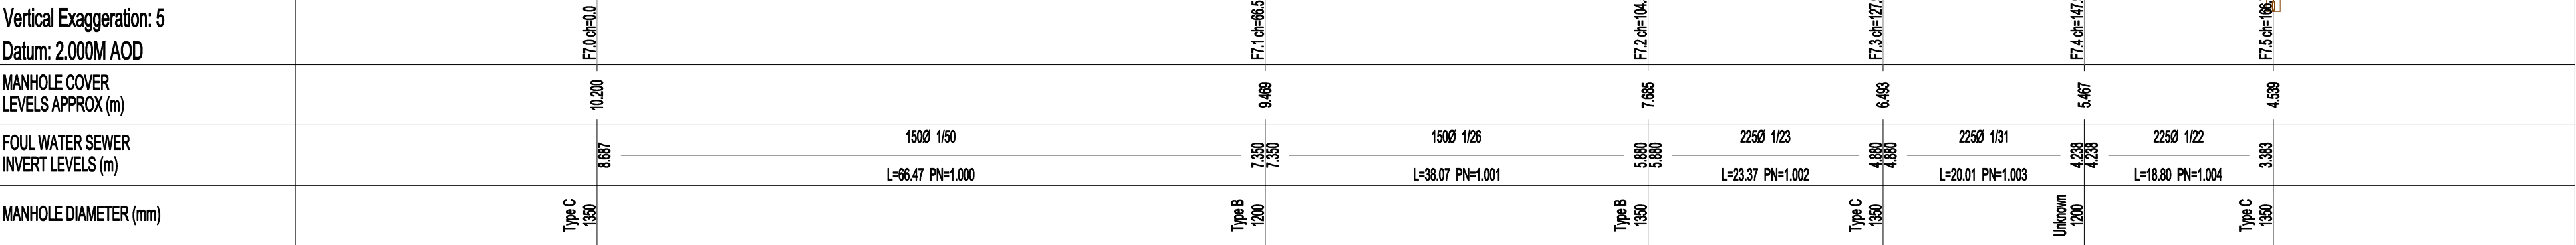 Vertical Exaggeration: 5
Datum: 2.000M AOD
F7.0 ch=0.0
F7.1 ch=66.5
F7.2 ch=104.
F7.3 ch=127.
F7.4 ch=147.
F7.5 ch=166.
MANHOLE COVER
LEVELS APPROX (m)
10.200
9.469
7.685
6.493
5.467
4.539
FOUL WATER SEWER
INVERT LEVELS (m)
8.687
150Ø 1/50
L=66.47 PN=1.000
7.350
7.350
150Ø 1/26
L=38.07 PN=1.001
5.880
5.880
225Ø 1/23
L=23.37 PN=1.002
4.880
4.880
225Ø 1/31
L=20.01 PN=1.003
4.238
4.238
225Ø 1/22
L=18.80 PN=1.004
3.383
MANHOLE DIAMETER (mm)
Type C
1350
Type B
1200
Type B
1350
Type C
1350
Unknown
1200
Type C
1350